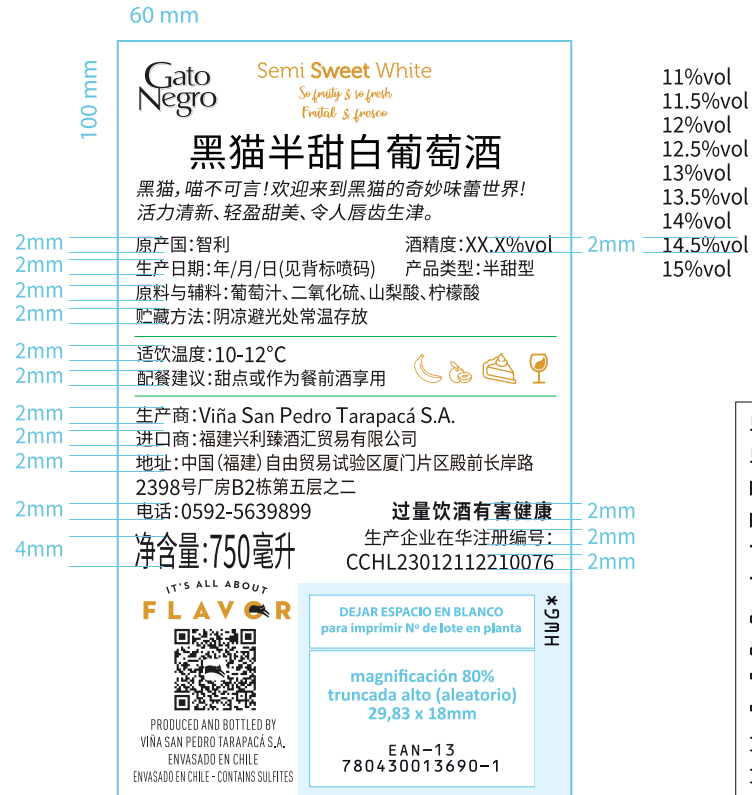 60 mm
100 mm
Gato
Negro
Semi Sweet White
So fruity & so fresh
Frutal & fresco
黑猫半甜白葡萄酒
黑猫,喵不可言!欢迎来到黑猫的奇妙味蕾世界!
活力清新、轻盈甜美、令人唇齿生津。
2mm 原产国:智利 酒精度:XX.X%vol 2mm
2mm 生产日期:年/月/日(见背标喷码) 产品类型:半甜型
2mm 原料与辅料:葡萄汁、二氧化硫、山梨酸、柠檬酸
2mm 贮藏方法:阴凉避光处常温存放
2mm 适饮温度:10-12°C
2mm 配餐建议:甜点或作为餐前酒享用
2mm 生产商:Viña San Pedro Tarapacá S.A.
2mm 进口商:福建兴利臻酒汇贸易有限公司
2mm 地址:中国(福建)自由贸易试验区厦门片区殿前长岸路
2398号厂房B2栋第五层之二
2mm 电话:0592-5639899 过量饮酒有害健康 2mm
4mm 净含量:750毫升 生产企业在华注册编号: 2mm
CCHL23012112210076 2mm
IT'S ALL ABOUT
FLAVOR
PRODUCED AND BOTTLED BY
VIÑA SAN PEDRO TARAPACÁ S.A.
ENVASADO EN CHILE
ENVASADO EN CHILE - CONTAINS SULFITES
DEJAR ESPACIO EN BLANCO
para imprimir Nº de lote en planta
*GWH
magnificación 80%
truncada alto (aleatorio)
29,83 x 18mm
EAN-13
780430013690-1
11%vol
11.5%vol
12%vol
12.5%vol
13%vol
13.5%vol
14%vol
14.5%vol
15%vol